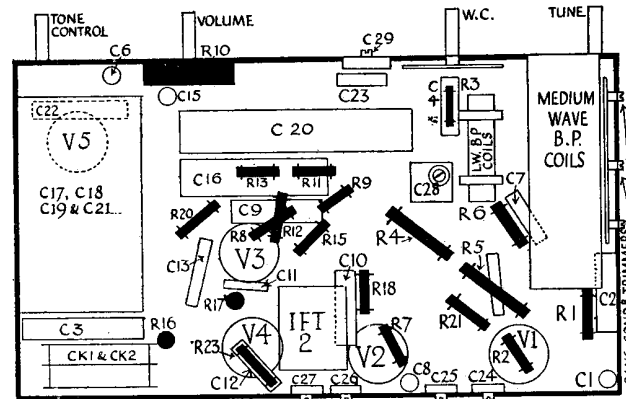 TONE
CONTROL
VOLUME
W.C.
TUNE
C6
R10
C29
C15
C23
C
4
R3
L.W. B.P
COILS
MEDIUM
WAVE
B.P.
COILS
C22
V5
C 20
C17, C18
C19 & C21...
C16
R13
R11
C28
C7
R9
C9
R20
R8
R12
R15
R4
R6
R5
C13
V3
C11
C10
R18
R17
IFT
2
R21
R1
C2
C3
R16
V4
R23
V2
R7
V1
R2
CK1 & CK2
C12
C27
C26
C8
C25
C24
C1